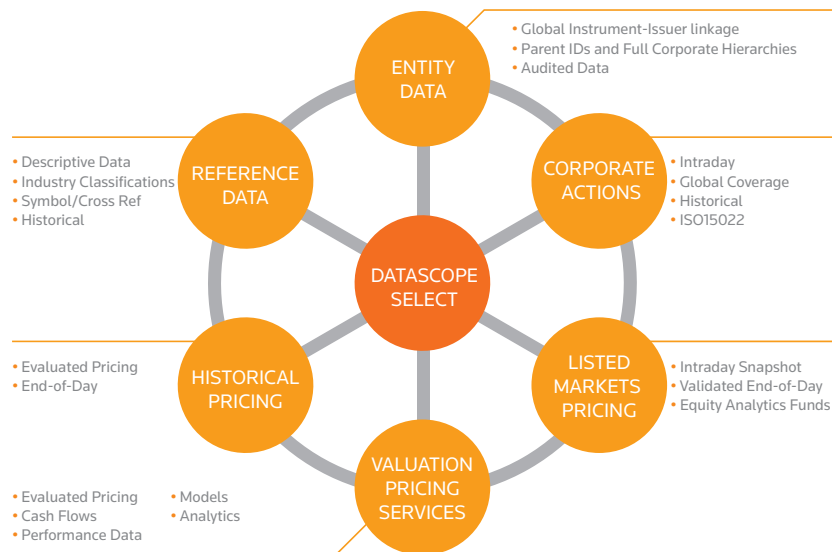 • Global Instrument-Issuer linkage
• Parent IDs and Full Corporate Hierarchies
• Audited Data
ENTITY
DATA
• Descriptive Data
• Industry Classifications
• Symbol/Cross Ref
• Historical
REFERENCE
DATA
CORPORATE
ACTIONS
• Intraday
• Global Coverage
• Historical
• ISO15022
DATASCOPE
SELECT
• Evaluated Pricing
• End-of-Day
HISTORICAL
PRICING
LISTED
MARKETS
PRICING
• Intraday Snapshot
• Validated End-of-Day
• Equity Analytics Funds
VALUATION
PRICING
SERVICES
• Evaluated Pricing
• Cash Flows
• Performance Data
• Models
• Analytics